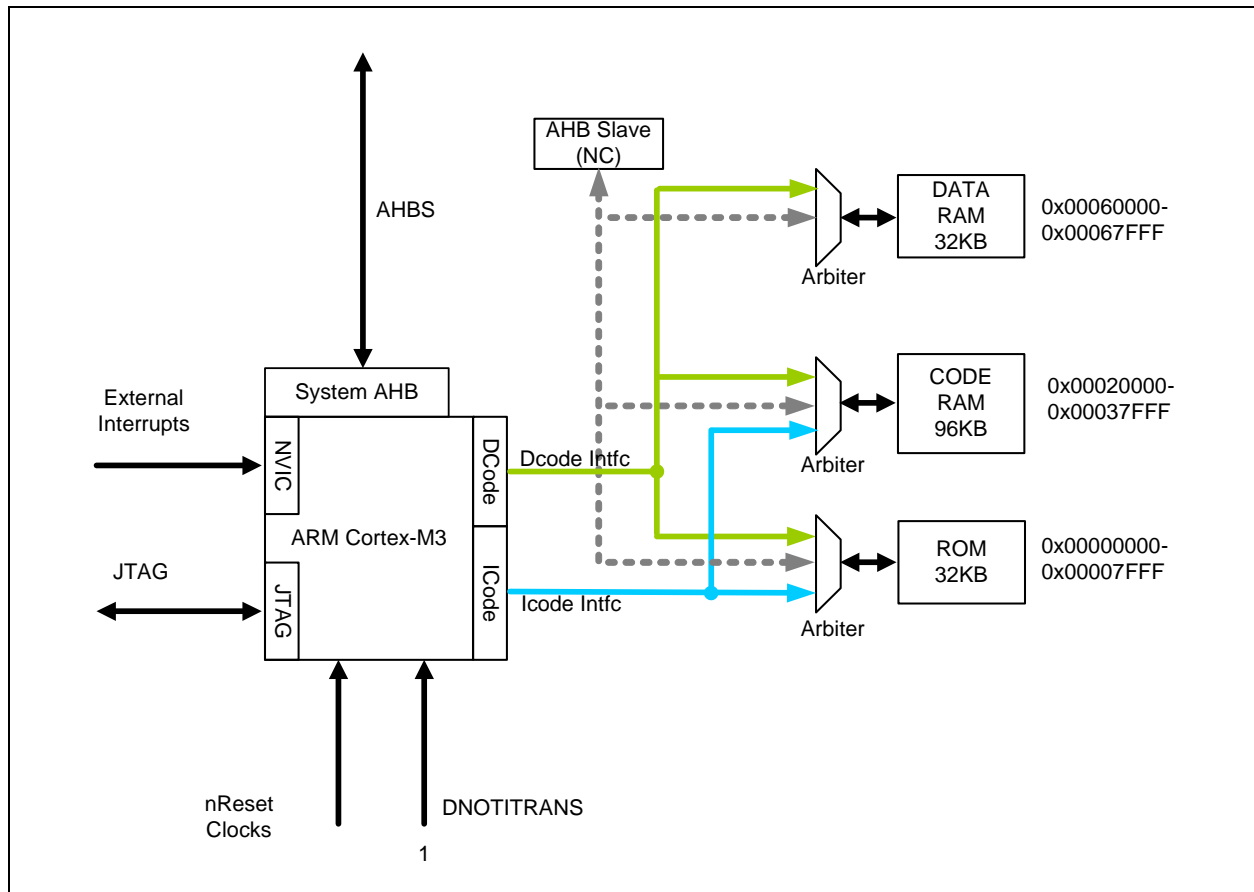 AHB Slave
(NC)
AHBS
DATA
RAM
32KB
0x00060000-
0x00067FFF
Arbiter
System AHB
External
Interrupts
NVIC
DCode
Dcode Intfc
CODE
RAM
96KB
0x00020000-
0x00037FFF
Arbiter
ARM Cortex-M3
JTAG
JTAG
ICode
Icode Intfc
ROM
32KB
0x00000000-
0x00007FFF
Arbiter
nReset
Clocks
DNOTITRANS
1